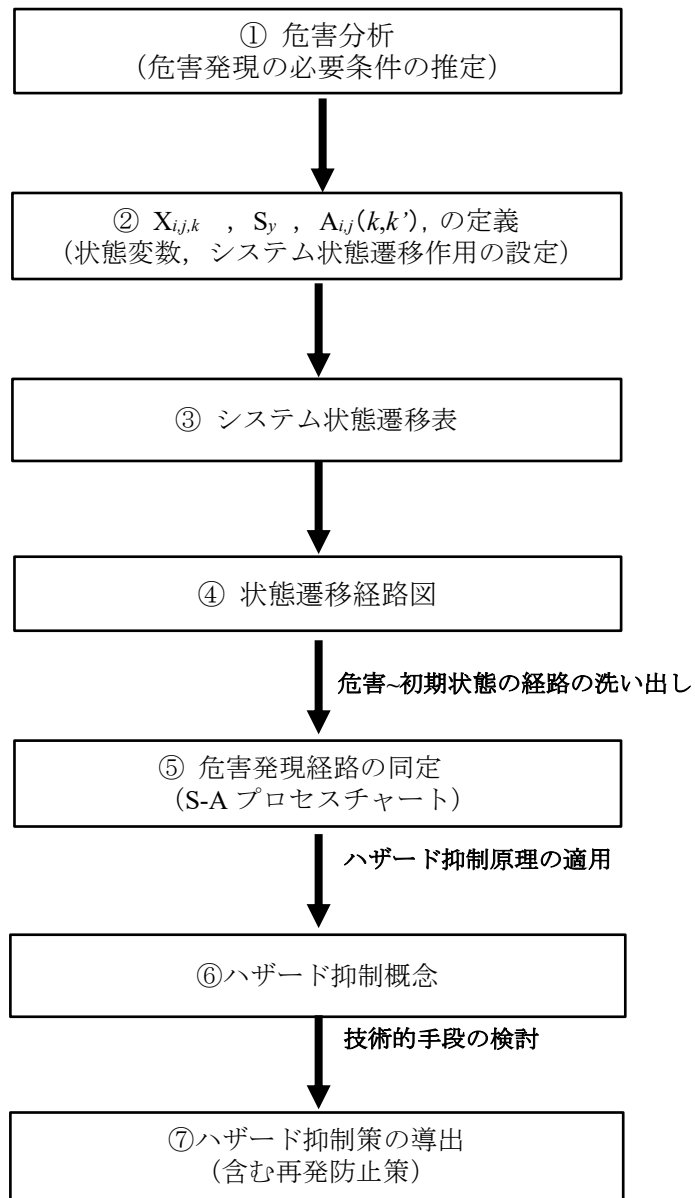 ① 危害分析
（危害発現の必要条件の推定）
② Xi,j,k , Sy , Ai,j(k,k’), の定義
（状態変数，システム状態遷移作用の設定）
③ システム状態遷移表
④ 状態遷移経路図
危害~初期状態の経路の洗い出し
⑤ 危害発現経路の同定
（S-A プロセスチャート）
ハザード抑制原理の適用
⑥ハザード抑制概念
技術的手段の検討
⑦ハザード抑制策の導出
（含む再発防止策）